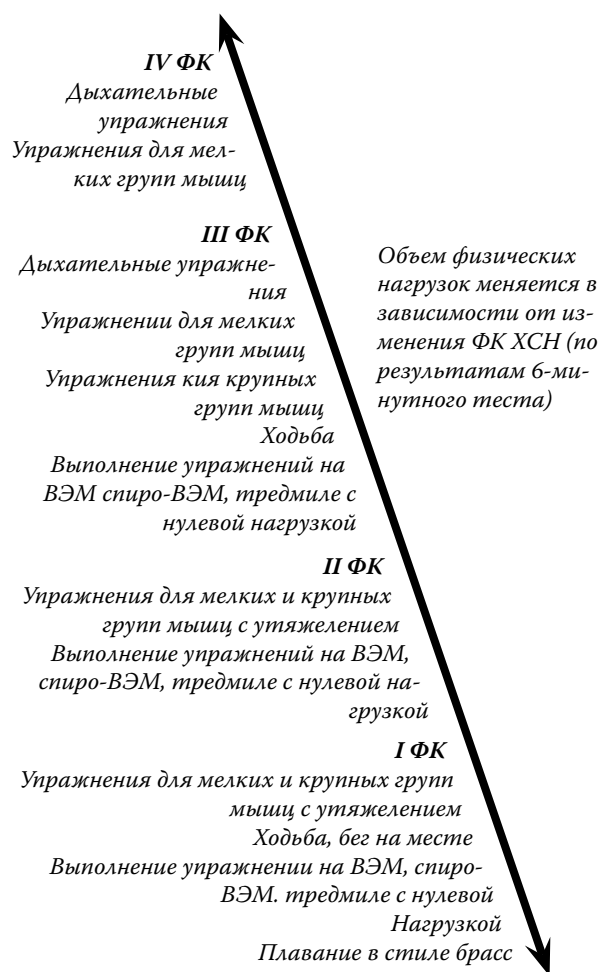 IV ФК
Дыхательные
упражнения
Упражнения для мел-
ких групп мышц
III ФК
Дыхательные упражне-
ния
Упражнении для мелких
групп мышц
Упражнения кия крупных
групп мышц
Ходьба
Выполнение упражнений на
ВЭМ спиро-ВЭМ, тредмиле с
нулевой нагрузкой
Объем физических
нагрузок меняется в
зависимости от из-
менения ФК ХСН (по
результатам 6-ми-
нутного теста)
II ФК
Упражнения для мелких и крупных
групп мышц с утяжелением
Выполнение упражнений на ВЭМ,
спиро-ВЭМ, тредмиле с нулевой на-
грузкой
I ФК
Упражнения для мелких и крупных групп
мышц с утяжелением
Ходьба, бег на месте
Выполнение упражнении на ВЭМ, спиро-
ВЭМ. тредмиле с нулевой
Нагрузкой
Плавание в стиле брасс